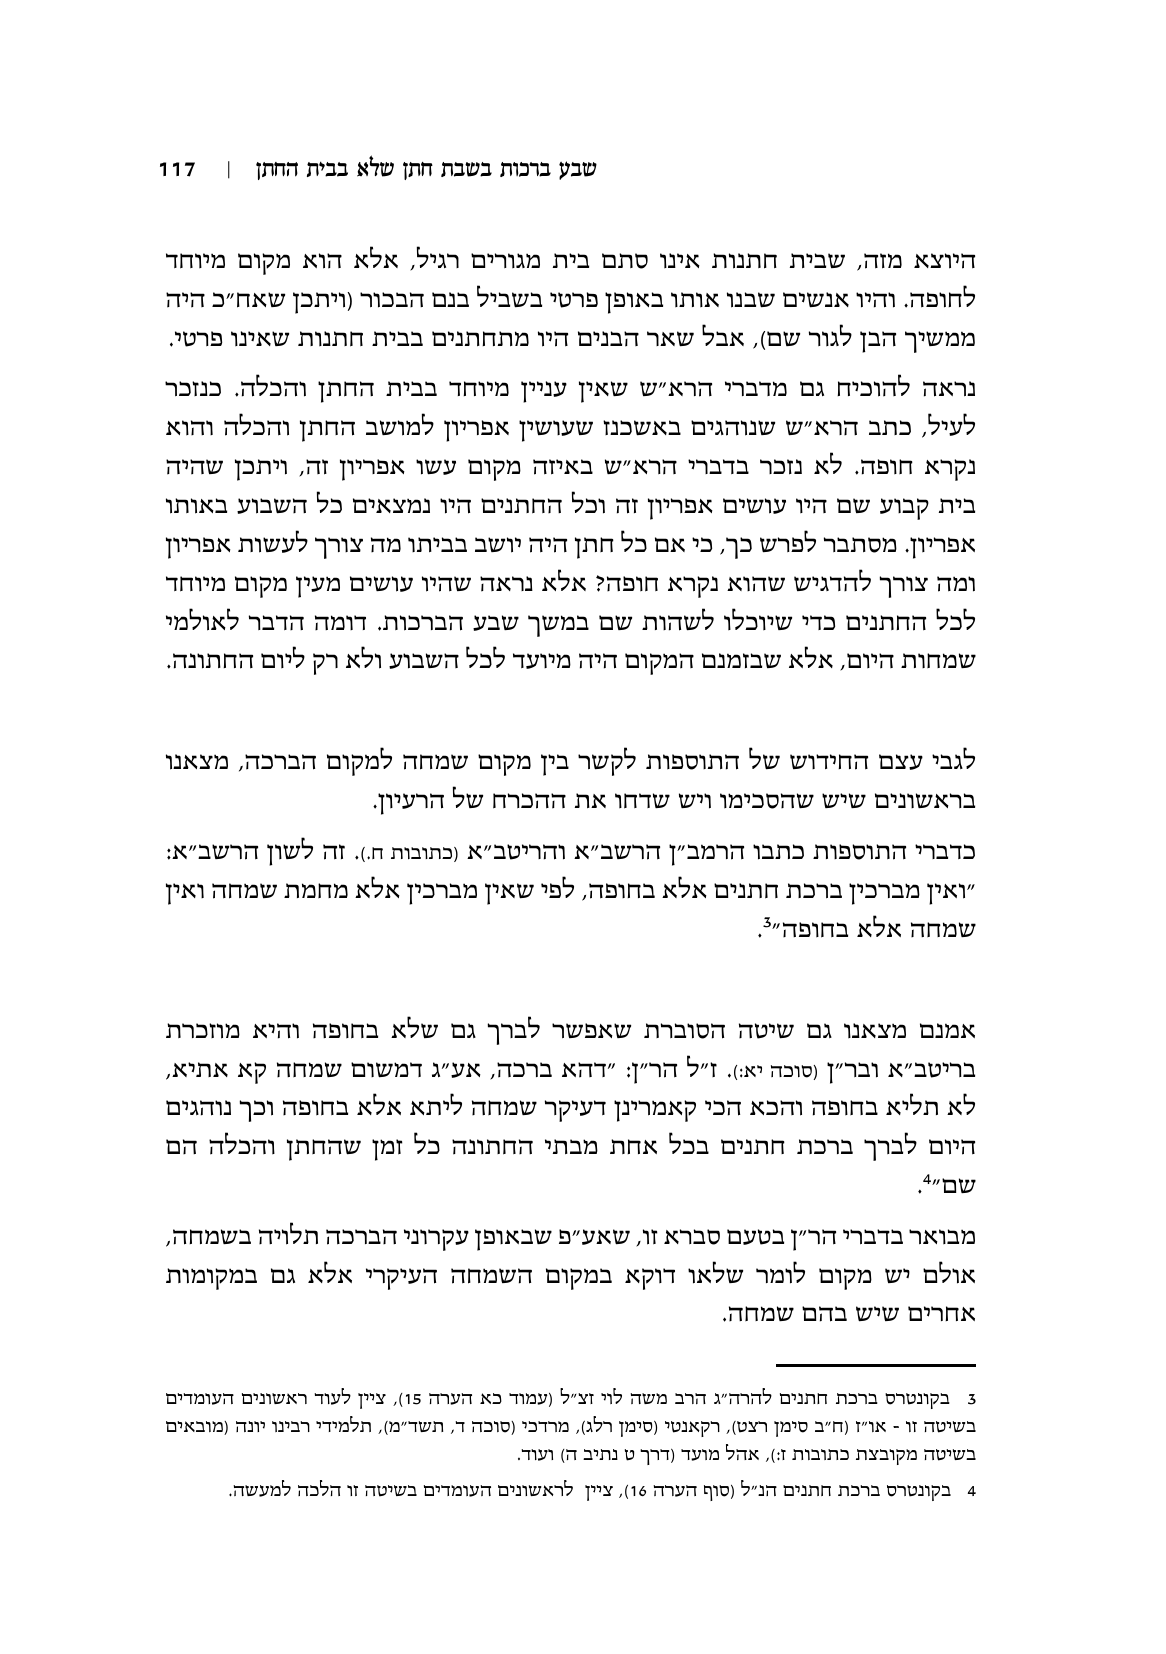 שבע ברכות בשבת חתן שלא בבית החתן | 117
היוצא מזה, שבית חתנות אינו סתם בית מגורים רגיל, אלא הוא מקום מיוחד
לחופה. והיו אנשים שבנו אותו באופן פרטי בשביל בנם הבכור (ויתכן שאח״כ היה
ממשיך הבן לגור שם), אבל שאר הבנים היו מתחתנים בבית חתנות שאינו פרטי.
נראה להוכיח גם מדברי הרא״ש שאין עניין מיוחד בבית החתן והכלה. כנזכר
לעיל, כתב הרא״ש שנוהגים באשכנז שעושין אפריון למושב החתן והכלה והוא
נקרא חופה. לא נזכר בדברי הרא״ש באיזה מקום עשו אפריון זה, ויתכן שהיה
בית קבוע שם היו עושים אפריון זה וכל החתנים היו נמצאים כל השבוע באותו
אפריון. מסתבר לפרש כך, כי אם כל חתן היה יושב בביתו מה צורך לעשות אפריון
ומה צורך להדגיש שהוא נקרא חופה? אלא נראה שהיו עושים מעין מקום מיוחד
לכל החתנים כדי שיוכלו לשהות שם במשך שבע הברכות. דומה הדבר לאולמי
שמחות היום, אלא שבזמנם המקום היה מיועד לכל השבוע ולא רק ליום החתונה.
לגבי עצם החידוש של התוספות לקשר בין מקום שמחה למקום הברכה, מצאנו
בראשונים שיש שהסכימו ויש שדחו את ההכרח של הרעיון.
כדברי התוספות כתבו הרמב״ן הרשב״א והריטב״א (כתובות ח.). זה לשון הרשב״א:
״ואין מברכין ברכת חתנים אלא בחופה, לפי שאין מברכין אלא מחמת שמחה ואין
שמחה אלא בחופה״3.
אמנם מצאנו גם שיטה הסוברת שאפשר לברך גם שלא בחופה והיא מוזכרת
בריטב״א ובר״ן (סוכה יא:). ז״ל הר״ן: ״דהא ברכה, אע״ג דמשום שמחה קא אתיא,
לא תליא בחופה והכא הכי קאמרינן דעיקר שמחה ליתא אלא בחופה וכך נוהגים
היום לברך ברכת חתנים בכל אחת מבתי החתונה כל זמן שהחתן והכלה הם
שם״4.
מבואר בדברי הר״ן בטעם סברא זו, שאע״פ שבאופן עקרוני הברכה תלויה בשמחה,
אולם יש מקום לומר שלאו דוקא במקום השמחה העיקרי אלא גם במקומות
אחרים שיש בהם שמחה.
3 בקונטרס ברכת חתנים להרה״ג הרב משה לוי זצ״ל (עמוד כא הערה 15), ציין לעוד ראשונים העומדים
בשיטה זו - או״ז (ח״ב סימן רצט), רקאנטי (סימן רלג), מרדכי (סוכה ד, תשד״מ), תלמידי רבינו יונה (מובאים
בשיטה מקובצת כתובות ז:), אהל מועד (דרך ט נתיב ה) ועוד.
4 בקונטרס ברכת חתנים הנ״ל (סוף הערה 16), ציין לראשונים העומדים בשיטה זו הלכה למעשה.